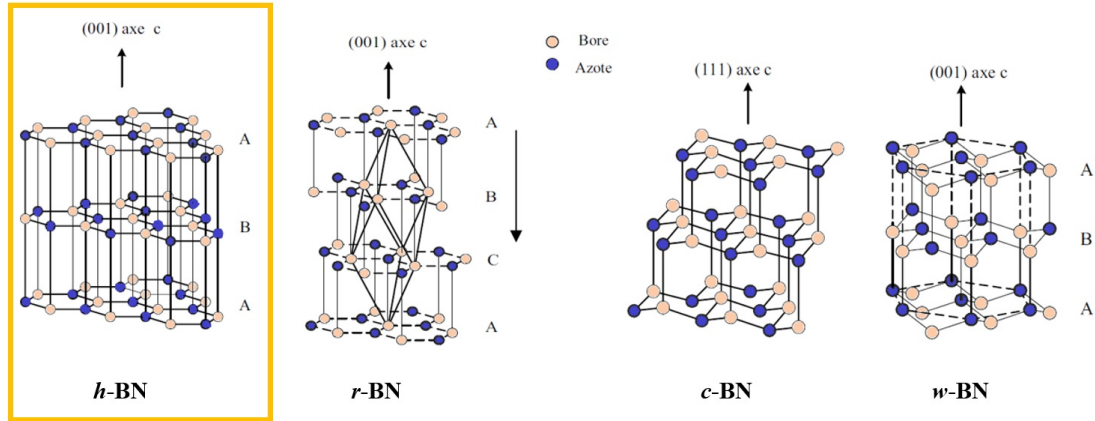 (001) axe c
A
B
A
h-BN
(001) axe c
A
B
C
A
r-BN
Bore
Azote
(111) axe c
c-BN
(001) axe c
A
B
A
w-BN